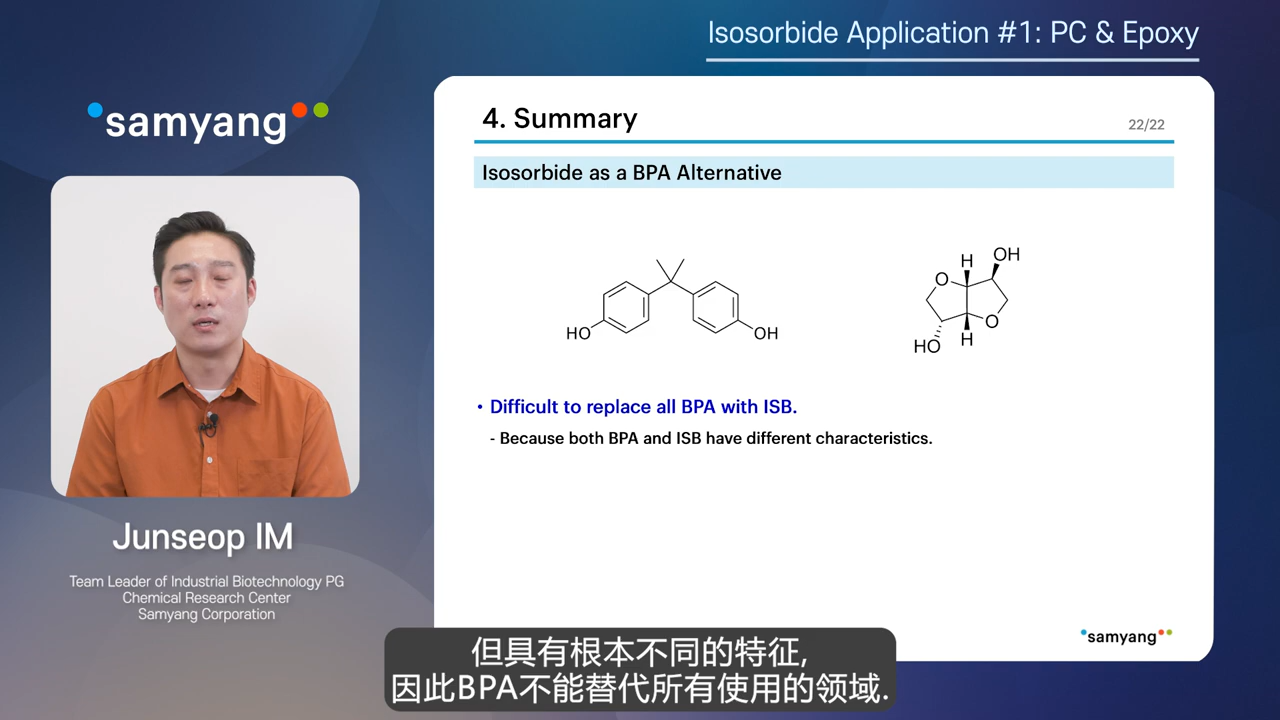 Isosorbide Application #1: PC & Epoxy
samyang
Junseop IM
Team Leader of Industrial Biotechnology PG
Chemical Research Center
Samyang Corporation
4. Summary
22/22
Isosorbide as a BPA Alternative
HO
OH
H
OH
O
O
HO
H
• Difficult to replace all BPA with ISB.
- Because both BPA and ISB have different characteristics.
samyang
但具有根本不同的特征,
因此BPA不能替代所有使用的领域.